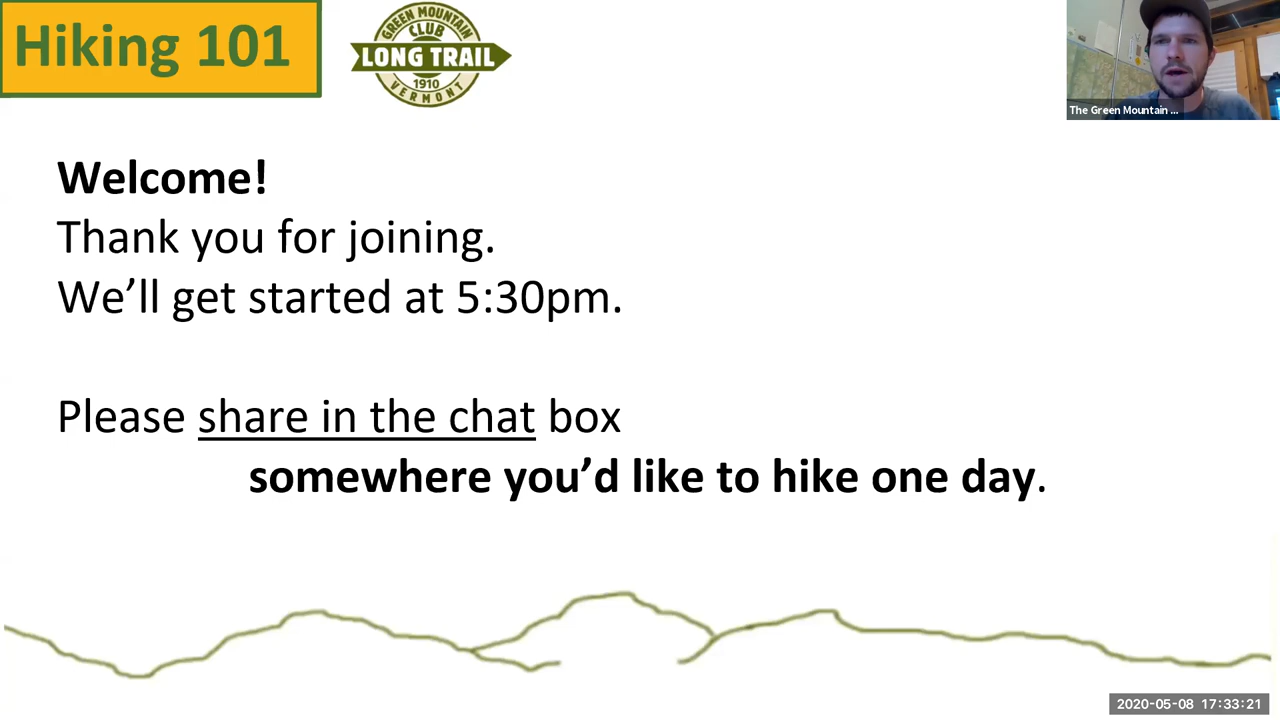 Hiking 101
GREEN MOUNTAIN
CLUB
LONG TRAIL
1910
VERMONT
The Green Mountain ...
Welcome!
Thank you for joining.
We’ll get started at 5:30pm.
Please share in the chat box
somewhere you’d like to hike one day.
2020-05-08 17:33:21